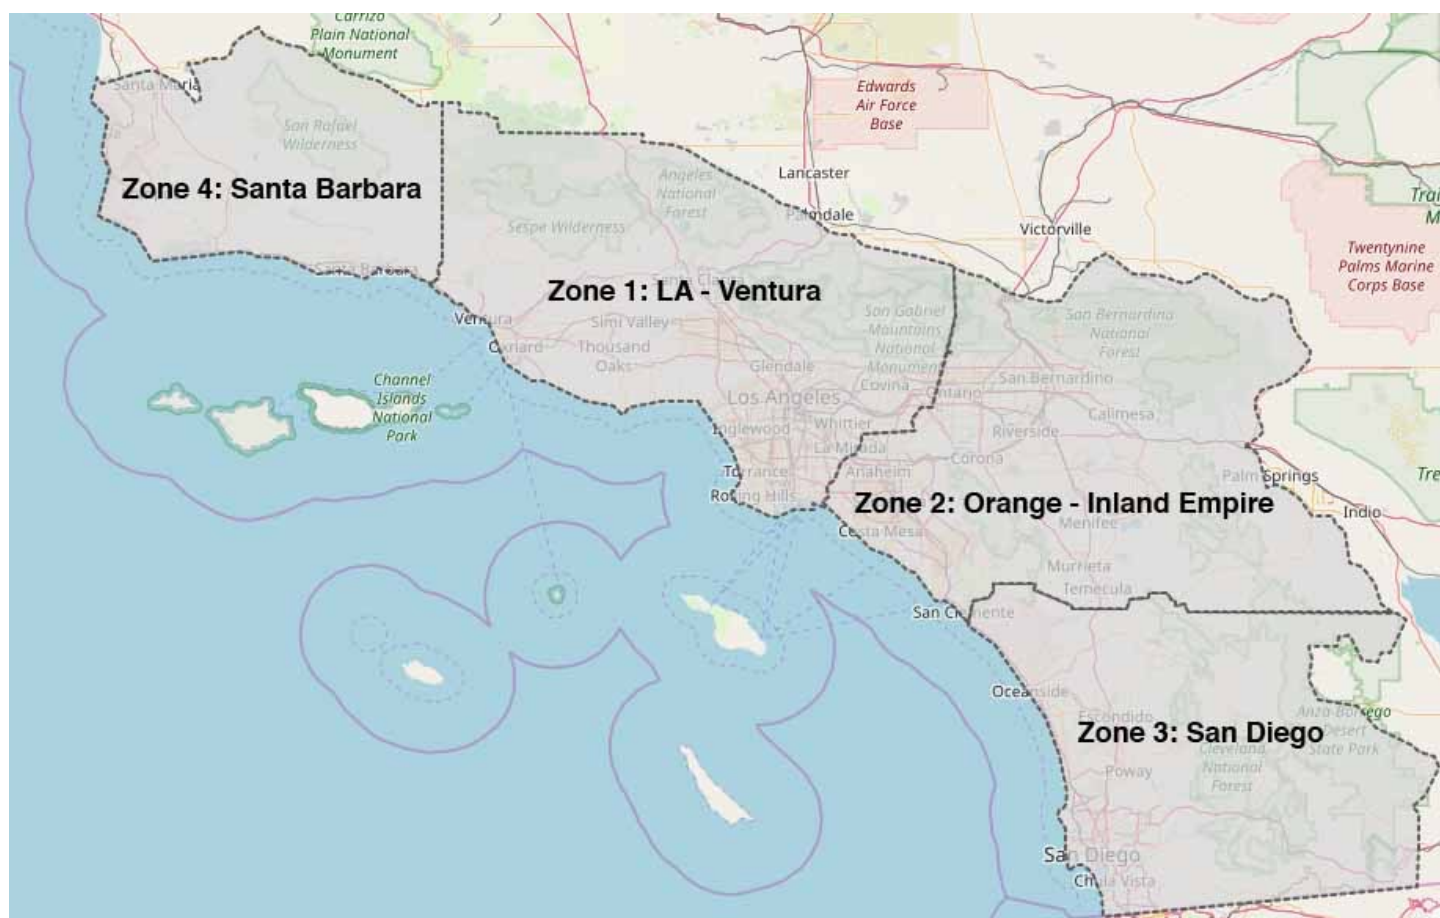 Carrizo
Plain National
Monument
Santa Maria
San Rafael
Wilderness
Zone 4: Santa Barbara
Santa Barbara
Edwards
Air Force
Base
Lancaster
Palmdale
Victorville
Angeles
National
Forest
Sespe Wilderness
Santa Clarita
Zone 1: LA - Ventura
Ventura
Oxnard
Simi Valley
Thousand
Oaks
Glendale
San Gabriel
Mountains
National
Monument
Covina
Los Angeles
Inglewood
Whittier
La Mirada
Torrance
Rolling Hills
Anaheim
Channel
Islands
National
Park
San Bernardino
National
Forest
San Bernardino
Ontario
Calimesa
Riverside
Corona
Palm Springs
Indio
Twentynine
Palms Marine
Corps Base
Zone 2: Orange - Inland Empire
Costa Mesa
Menifee
Murrieta
Temecula
San Clemente
Oceanside
Escondido
Zone 3: San Diego
Anza-Borrego
Desert
State Park
Cleveland
National
Forest
Poway
San Diego
Chula Vista